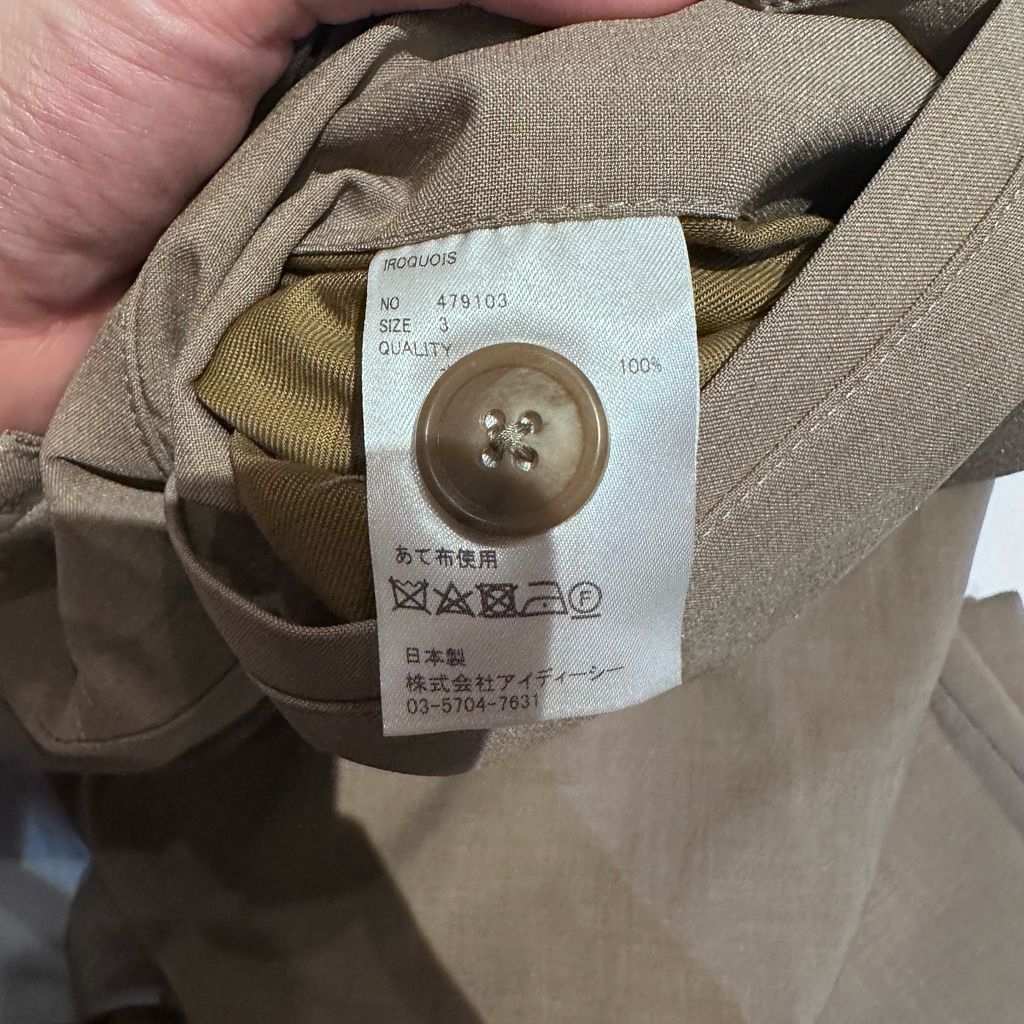 IROQUOIS
NO 479103
SIZE 3
QUALITY
100%
あて布使用
F
日本製
株式会社アイディーシー
03-5704-7631